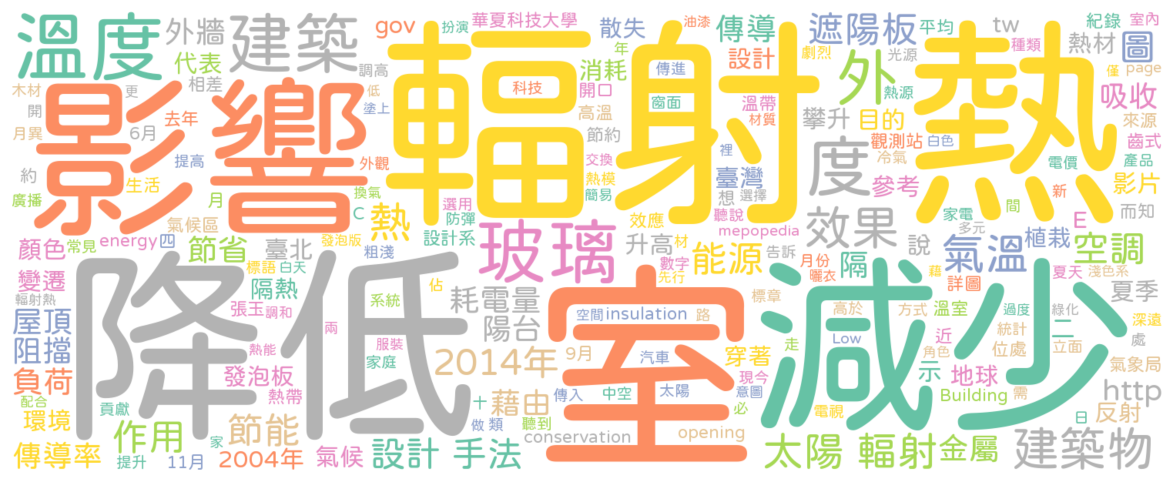 溫度
外牆
建築
gov
扮演
華夏科技大學
散失
油漆
傳導
遮陽板
平均
tw
紀錄
室內
代表
相差
調高
年
消耗
傳進
設計
劇烈
光源
種類
熱材
圖
木材
更
低
科技
開口
外
熱源
僅
page
開
影響
輻射
熱
窗面
溫帶
材質
吸收
月異
6月
去年
塗上
高溫
節約
攀升
目的
來源
提高
外觀
觀測站
白色
齒式
約
生活
交換
熱模
裡
臺灣
度
冷氣
電價
產品
廣播
月
換氣
選用
簡易
想
選擇
參考
新
影片
氣候區
C
熱
防彈
效應
聽說
家電
間
E
而知
顏色
常見
energy
四
發泡版
粗淺
設計系
玻璃
升高
材
mepopedia
效果
說
多元
植栽
節省
臺北
告訴
能源
氣溫
空調
變遷
標語
白天
數字
月份
隔
藉
夏天
淺色系
輻射熱
隔熱
降低
系統
佔
耗電量
先行
曬衣
詳圖
張玉
調和
室
標章
減少
高於
方式
溫室
過度
綠化
夏季
屋頂
兩
陽台
空間
insulation
路
近
統計
二
深遠
阻擋
熱能
服裝
走
Low
角色
位處
立面
處
家庭
2014年
9月
汽車
穿著
示
氣象局
負荷
發泡板
熱帶
現今
地球
http
配合
貢獻
十
藉由
傳入
中空
太陽
意圖
Building
需
環境
作用
節能
做
類
聽到
必
電視
日
反射
傳導率
提升
家
conservation
opening
11月
2004年
氣候
設計 手法
太陽 輻射
金屬
建築物